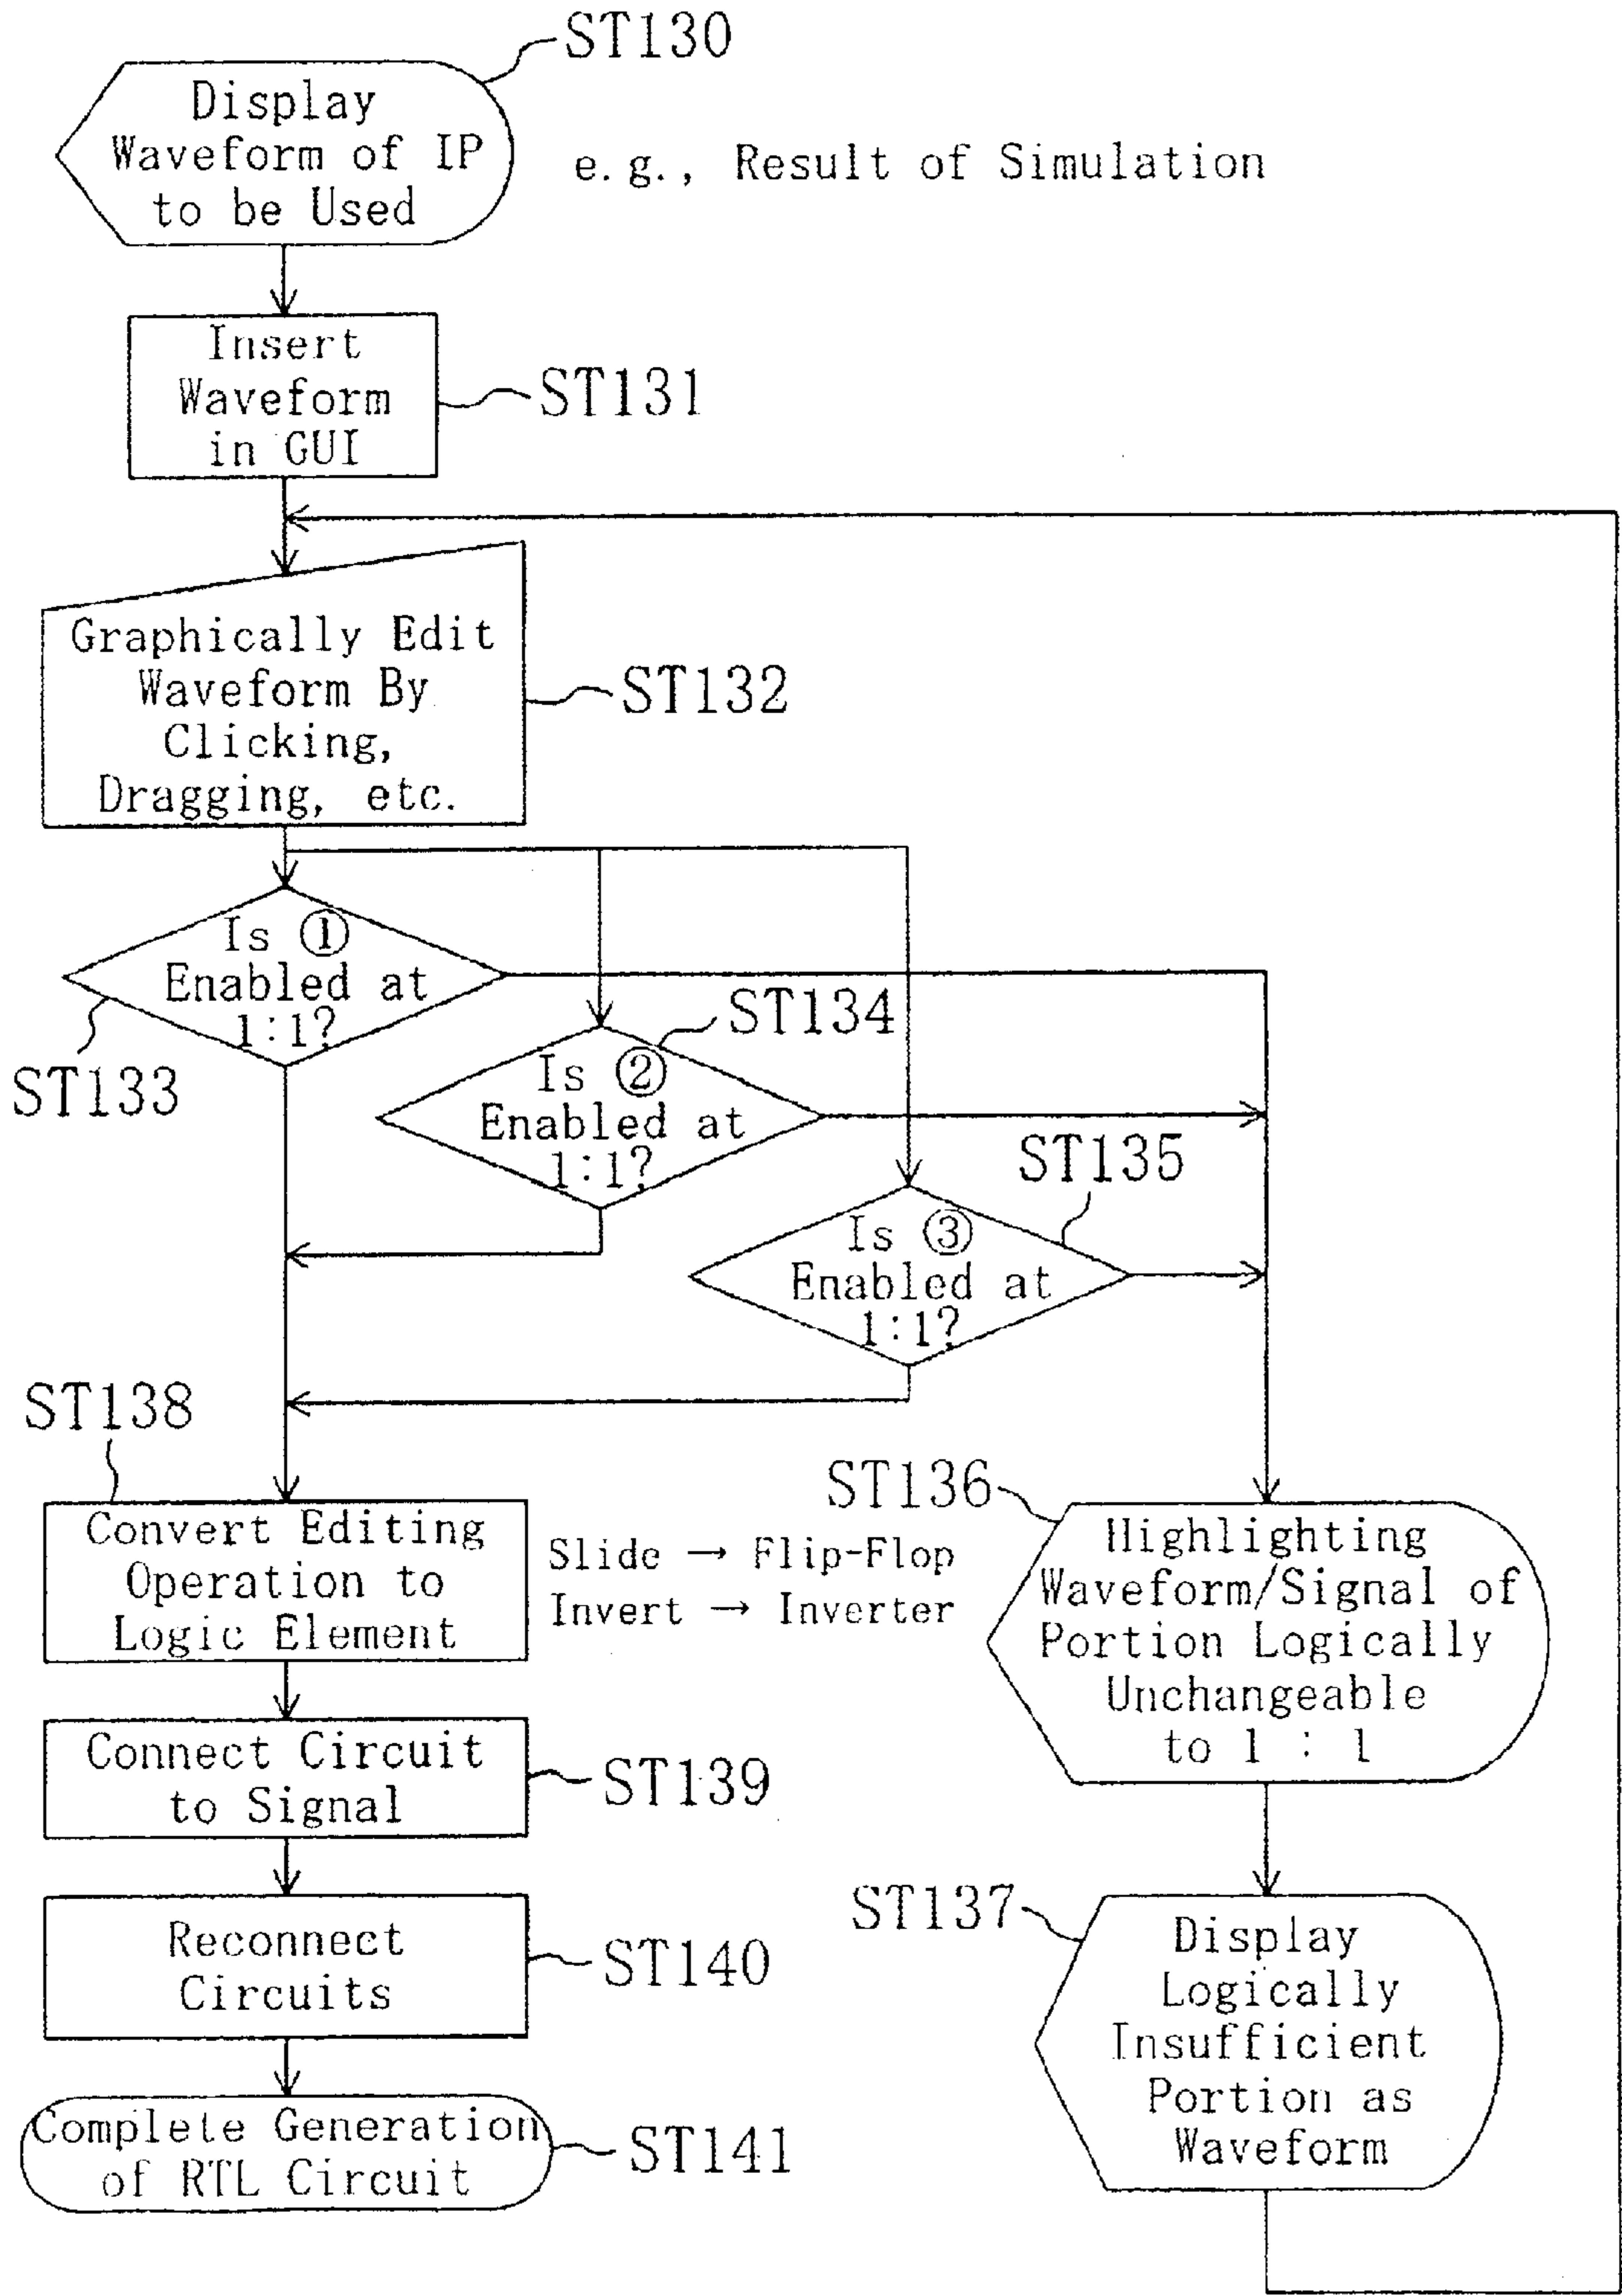 ST130
Display
Waveform of IP
to be Used
e.g., Result of Simulation
Insert
Waveform
in GUI
ST131
Graphically Edit
Waveform By
Clicking,
Dragging, etc.
ST132
Is ①
Enabled at
1:1?
ST133
ST134
Is ②
Enabled at
1:1?
ST135
Is ③
Enabled at
1:1?
ST138
Convert Editing
Operation to
Logic Element
Slide → Flip-Flop
Invert → Inverter
ST136
Highlighting
Waveform/Signal of
Portion Logically
Unchangeable
to 1 : 1
Connect Circuit
to Signal
ST139
ST137
Display
Logically
Insufficient
Portion as
Waveform
Reconnect
Circuits
ST140
Complete Generation
of RTL Circuit
ST141